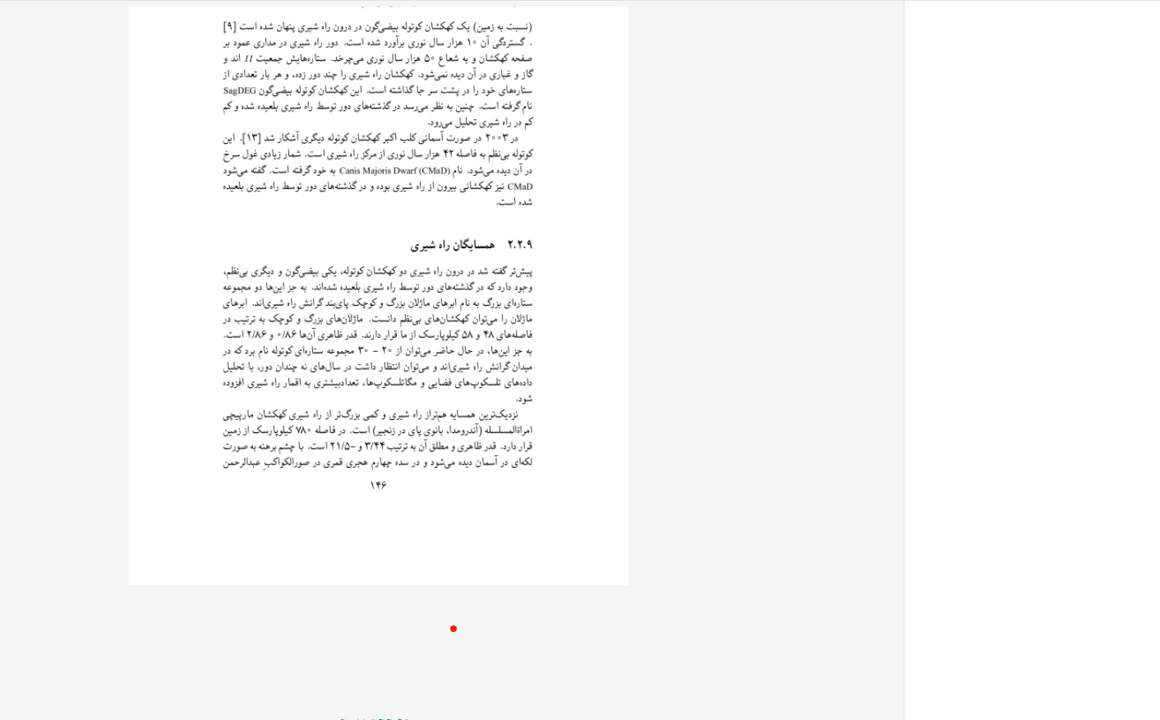 (نسبت به زمین) یک کهکشان کوتوله بیضی‌گون در درون راه شیری پنهان شده است [۹]
. گستردگی آن ۱۰ هزار سال نوری برآورد شده است. دور راه شیری در مداری عمود بر
صفحه کهکشان و به شعاع ۵۰ هزار سال نوری می‌چرخد. ستاره‌هایش جمعیت II اند و
گاز و غباری در آن دیده نمی‌شود. کهکشان راه شیری را چند دور زده، و هر بار تعدادی از
ستاره‌های خود را در پشت سر جا گذاشته است. این کهکشان کوتوله بیضی‌گون SagDEG
نام گرفته است. چنین به نظر می‌رسد در گذشته‌های دور توسط راه شیری بلعیده شده و کم
کم در راه شیری تحلیل می‌رود.
در ۲۰۰۳ در صورت آسمانی کلب اکبر کهکشان کوتوله دیگری آشکار شد [۱۳]. این
کوتوله بی‌نظم به فاصله ۴۲ هزار سال نوری از مرکز راه شیری است. شمار زیادی غول سرخ
در آن دیده می‌شود. نام Canis Majoris Dwarf (CMaD) به خود گرفته است. گفته می‌شود
CMaD نیز کهکشانی بیرون از راه شیری بوده و در گذشته‌های دور توسط راه شیری بلعیده
شده است.
۲.۲.۹ همسایگان راه شیری
پیش‌تر گفته شد در درون راه شیری دو کهکشان کوتوله، یکی بیضی‌گون و دیگری بی‌نظم،
وجود دارد که در گذشته‌های دور توسط راه شیری بلعیده شده‌اند. به جز این‌ها دو مجموعه
ستاره‌ای بزرگ به نام ابرهای ماژلان بزرگ و کوچک پای‌بند گرانش راه شیری‌اند. ابرهای
ماژلان را می‌توان کهکشان‌های بی‌نظم دانست. ماژلان‌های بزرگ و کوچک به ترتیب در
فاصله‌های ۴۸ و ۵۸ کیلوپارسک از ما قرار دارند. قدر ظاهری آن‌ها ۰/۸۶ و ۲/۸۶ است.
به جز این‌ها، در حال حاضر می‌توان از ۲۰ - ۳۰ مجموعه ستاره‌ای کوتوله نام برد که در
میدان گرانش راه شیری‌اند و می‌توان انتظار داشت در سال‌های نه چندان دور، با تحلیل
داده‌های تلسکوپ‌های فضایی و مگاتلسکوپ‌ها، تعدادبیشتری به اقمار راه شیری افزوده
شود.
نزدیک‌ترین همسایه هم‌تراز راه شیری و کمی بزرگ‌تر از راه شیری کهکشان مارپیچی
امراةالمسلسله (آندرومدا، بانوی پای در زنجیر) است. در فاصله ۷۸۰ کیلوپارسک از زمین
قرار دارد. قدر ظاهری و مطلق آن به ترتیب ۳/۴۴ و -۲۱/۵ است. با چشم برهنه به صورت
لکه‌ای در آسمان دیده می‌شود و در سده چهارم هجری قمری در صورالکواکبِ عبدالرحمن
۱۴۶